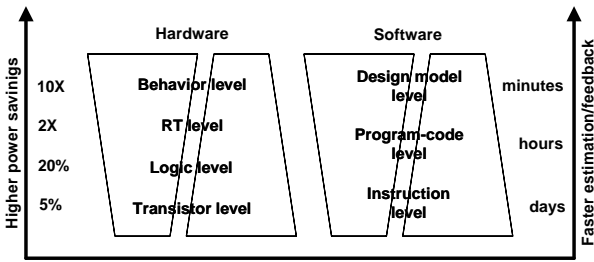 Hardware
Software
Higher power savinigs
10X
2X
20%
5%
Behavior level
RT level
Logic level
Transistor level
Design model
level
Program-code
level
Instruction
level
minutes
hours
days
Faster estimation/feedback